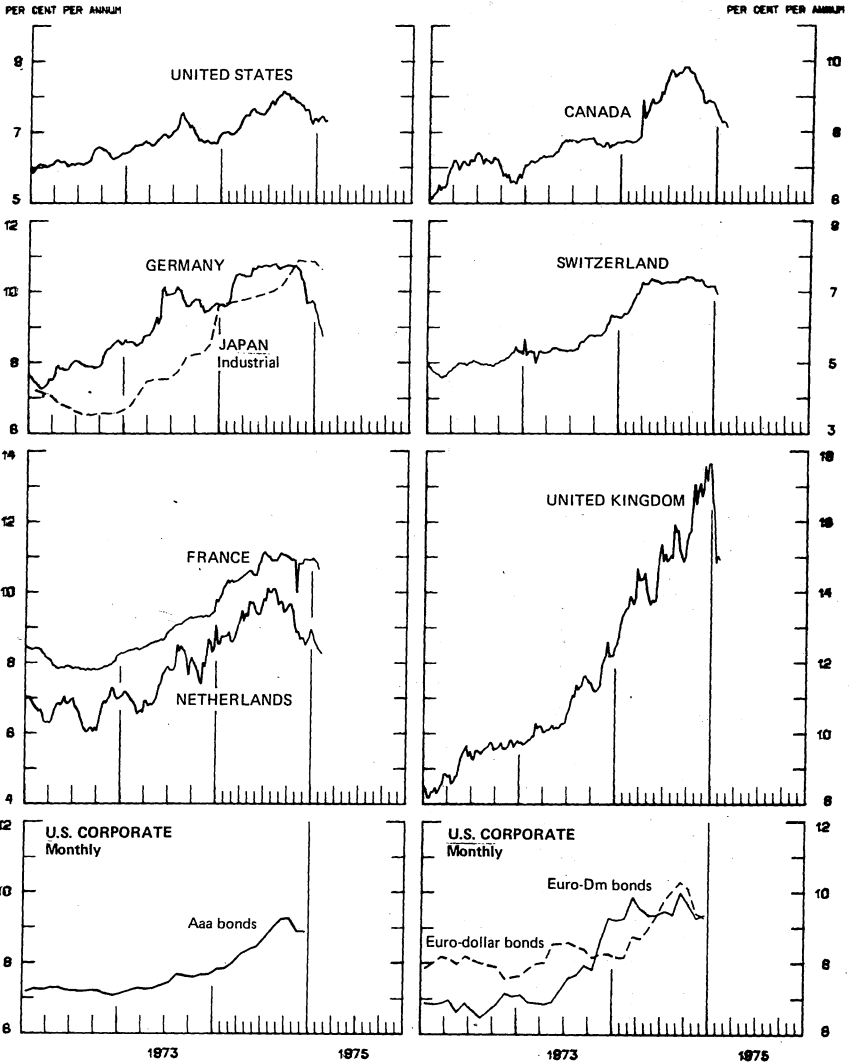 PER CENT PER ANNUM
PER CENT PER ANNUM
9
UNITED STATES
7
5
10
CANADA
8
6
12
GERMANY
10
JAPAN
Industrial
8
6
9
SWITZERLAND
7
5
3
14
12
FRANCE
10
8
NETHERLANDS
6
4
18
UNITED KINGDOM
16
14
12
10
8
12
U.S. CORPORATE
Monthly
10
Aaa bonds
8
6
1973
1975
U.S. CORPORATE
Monthly
12
Euro-Dm bonds
10
Euro-dollar bonds
8
6
1973
1975